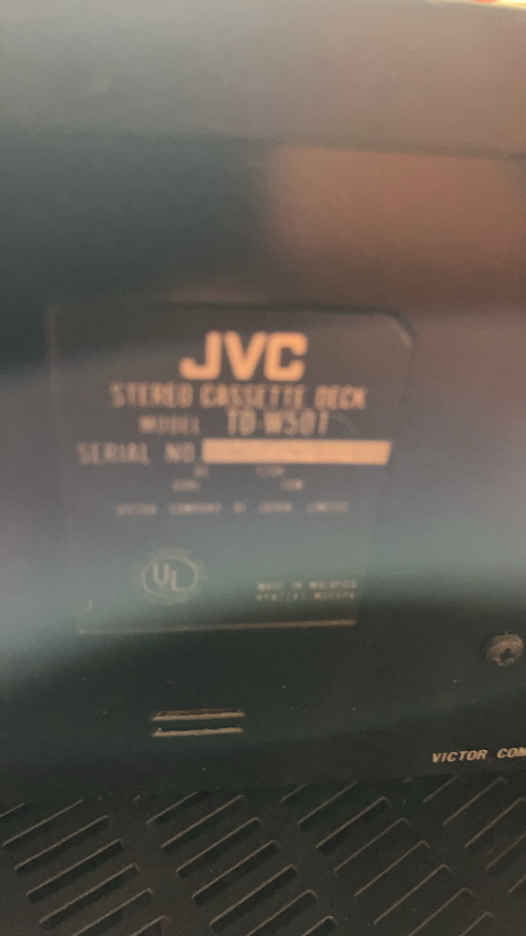 JVC
STEREO CASSETTE DECK
MODEL TD-W501
SERIAL NO.
VICTOR COMPANY OF JAPAN, LIMITED
UL
MADE IN MALAYSIA
VICTOR COM